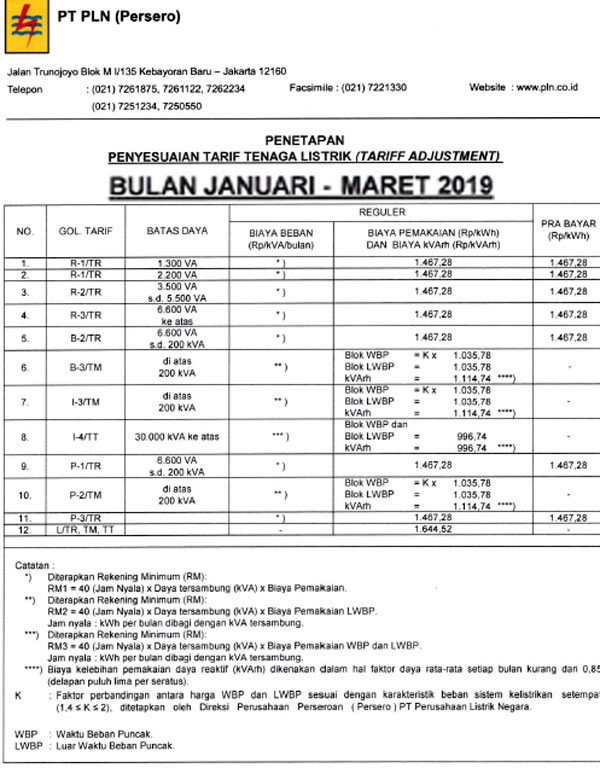 PT PLN (Persero)
Jalan Trunojoyo Blok M I/135 Kebayoran Baru – Jakarta 12160
Telepon : (021) 7261875, 7261122, 7262234 Facsimile : (021) 7221330 Website : www.pln.co.id
(021) 7251234, 7250550
PENETAPAN
PENYESUAIAN TARIF TENAGA LISTRIK (TARIFF ADJUSTMENT)
BULAN JANUARI - MARET 2019
NO. GOL. TARIF BATAS DAYA REGULER PRA BAYAR
(Rp/kWh)
BIAYA BEBAN
(Rp/kVA/bulan) BIAYA PEMAKAIAN (Rp/kWh)
DAN BIAYA kVArh (Rp/kVArh)
1. R-1/TR 1.300 VA *) 1.467,28 1.467,28
2. R-1/TR 2.200 VA *) 1.467,28 1.467,28
3. R-2/TR 3.500 VA
s.d. 5.500 VA *) 1.467,28 1.467,28
4. R-3/TR 6.600 VA
ke atas *) 1.467,28 1.467,28
5. B-2/TR 6.600 VA
s.d. 200 kVA *) 1.467,28 1.467,28
6. B-3/TM di atas
200 kVA **) Blok WBP = K x 1.035,78
Blok LWBP = 1.035,78
kVArh = 1.114,74 ****) -
7. I-3/TM di atas
200 kVA **) Blok WBP = K x 1.035,78
Blok LWBP = 1.035,78
kVArh = 1.114,74 ****) -
8. I-4/TT 30.000 kVA ke atas ***) Blok WBP dan
Blok LWBP = 996,74
kVArh = 996,74 ****) -
9. P-1/TR 6.600 VA
s.d. 200 kVA *) 1.467,28 1.467,28
10. P-2/TM di atas
200 kVA **) Blok WBP = K x 1.035,78
Blok LWBP = 1.035,78
kVArh = 1.114,74 ****) -
11. P-3/TR *) 1.467,28 1.467,28
12. L/TR, TM, TT - 1.644,52 -
Catatan :
*) Diterapkan Rekening Minimum (RM):
RM1 = 40 (Jam Nyala) x Daya tersambung (kVA) x Biaya Pemakaian.
**) Diterapkan Rekening Minimum (RM):
RM2 = 40 (Jam Nyala) x Daya tersambung (kVA) x Biaya Pemakaian LWBP.
Jam nyala : kWh per bulan dibagi dengan kVA tersambung.
***) Diterapkan Rekening Minimum (RM):
RM3 = 40 (Jam Nyala) x Daya tersambung (kVA) x Biaya Pemakaian WBP dan LWBP.
Jam nyala : kWh per bulan dibagi dengan kVA tersambung.
****) Biaya kelebihan pemakaian daya reaktif (kVArh) dikenakan dalam hal faktor daya rata-rata setiap bulan kurang dari 0,85
(delapan puluh lima per seratus).
K : Faktor perbandingan antara harga WBP dan LWBP sesuai dengan karakteristik beban sistem kelistrikan setempat
(1,4 ≤ K ≤ 2), ditetapkan oleh Direksi Perusahaan Perseroan ( Persero ) PT Perusahaan Listrik Negara.
WBP : Waktu Beban Puncak.
LWBP : Luar Waktu Beban Puncak.